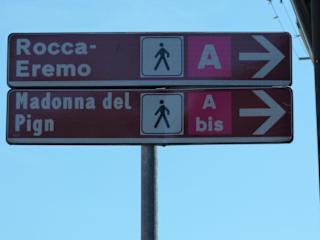 Rocca-
Eremo
A
Madonna del
Pign
A
bis